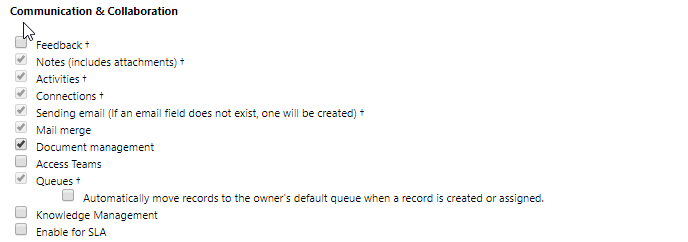 Communication & Collaboration
Feedback †
Notes (includes attachments) †
Activities †
Connections †
Sending email (If an email field does not exist, one will be created) †
Mail merge
Document management
Access Teams
Queues †
Automatically move records to the owner's default queue when a record is created or assigned.
Knowledge Management
Enable for SLA